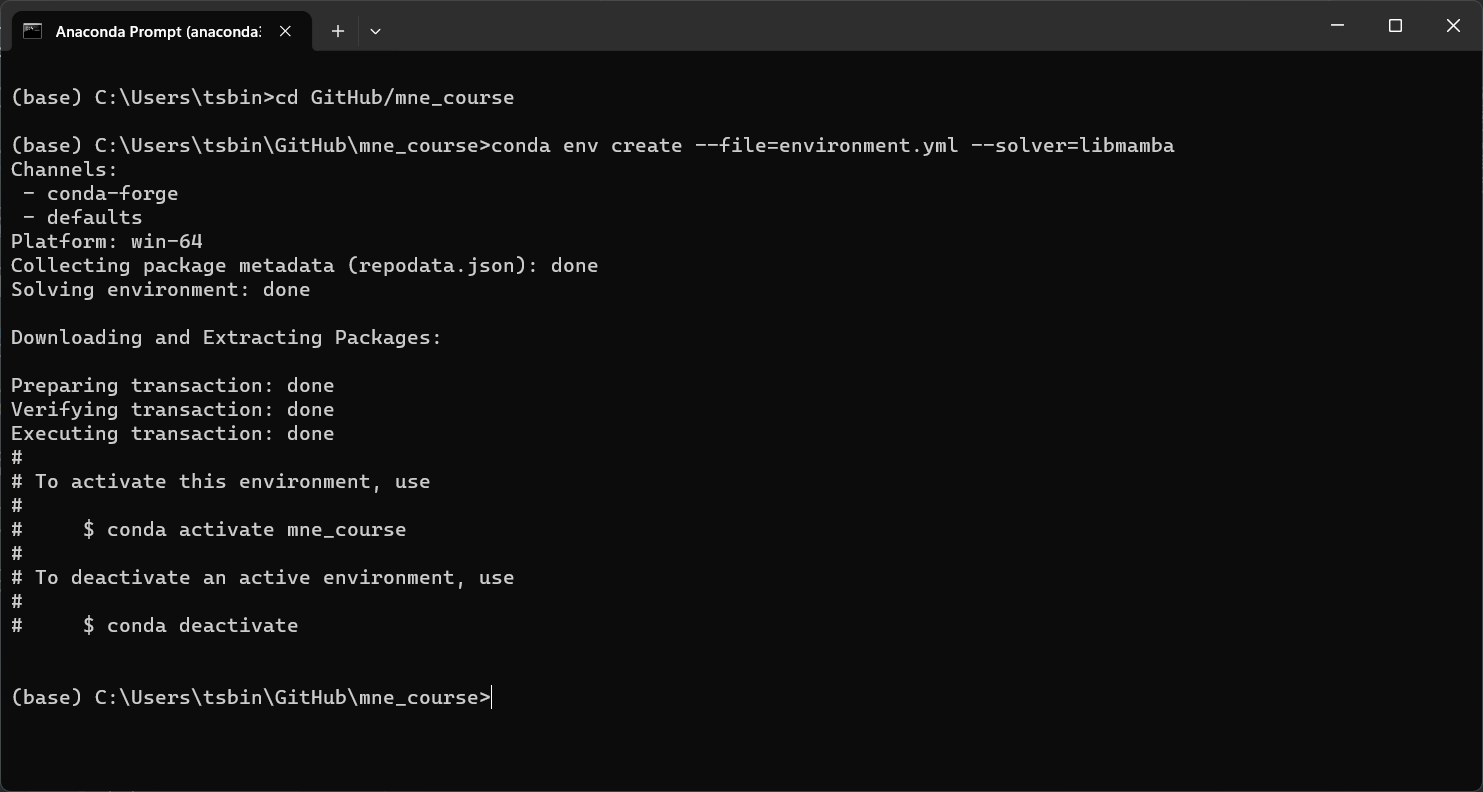 Anaconda Prompt (anaconda3
(base) C:\Users\tsbin>cd GitHub/mne_course
(base) C:\Users\tsbin\GitHub\mne_course>conda env create --file=environment.yml --solver=libmamba
Channels:
 - conda-forge
 - defaults
Platform: win-64
Collecting package metadata (repodata.json): done
Solving environment: done
Downloading and Extracting Packages:
Preparing transaction: done
Verifying transaction: done
Executing transaction: done
#
# To activate this environment, use
#
#     $ conda activate mne_course
#
# To deactivate an active environment, use
#
#     $ conda deactivate
(base) C:\Users\tsbin\GitHub\mne_course>